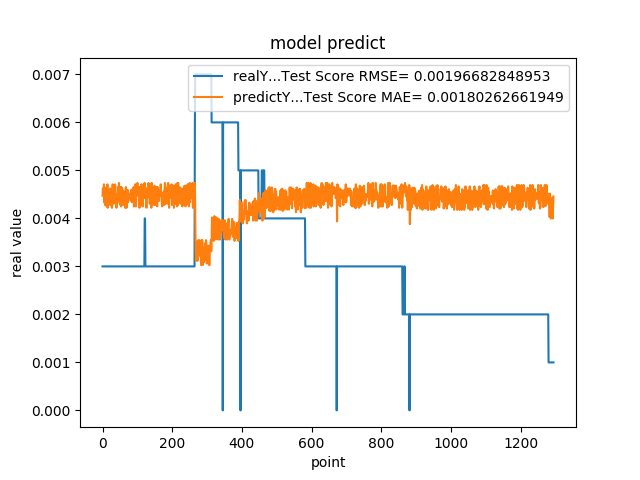 model predict
realY...Test Score RMSE= 0.00196682848953
predictY...Test Score MAE= 0.00180262661949
real value
0.007
0.006
0.005
0.004
0.003
0.002
0.001
0.000
0 200 400 600 800 1000 1200
point